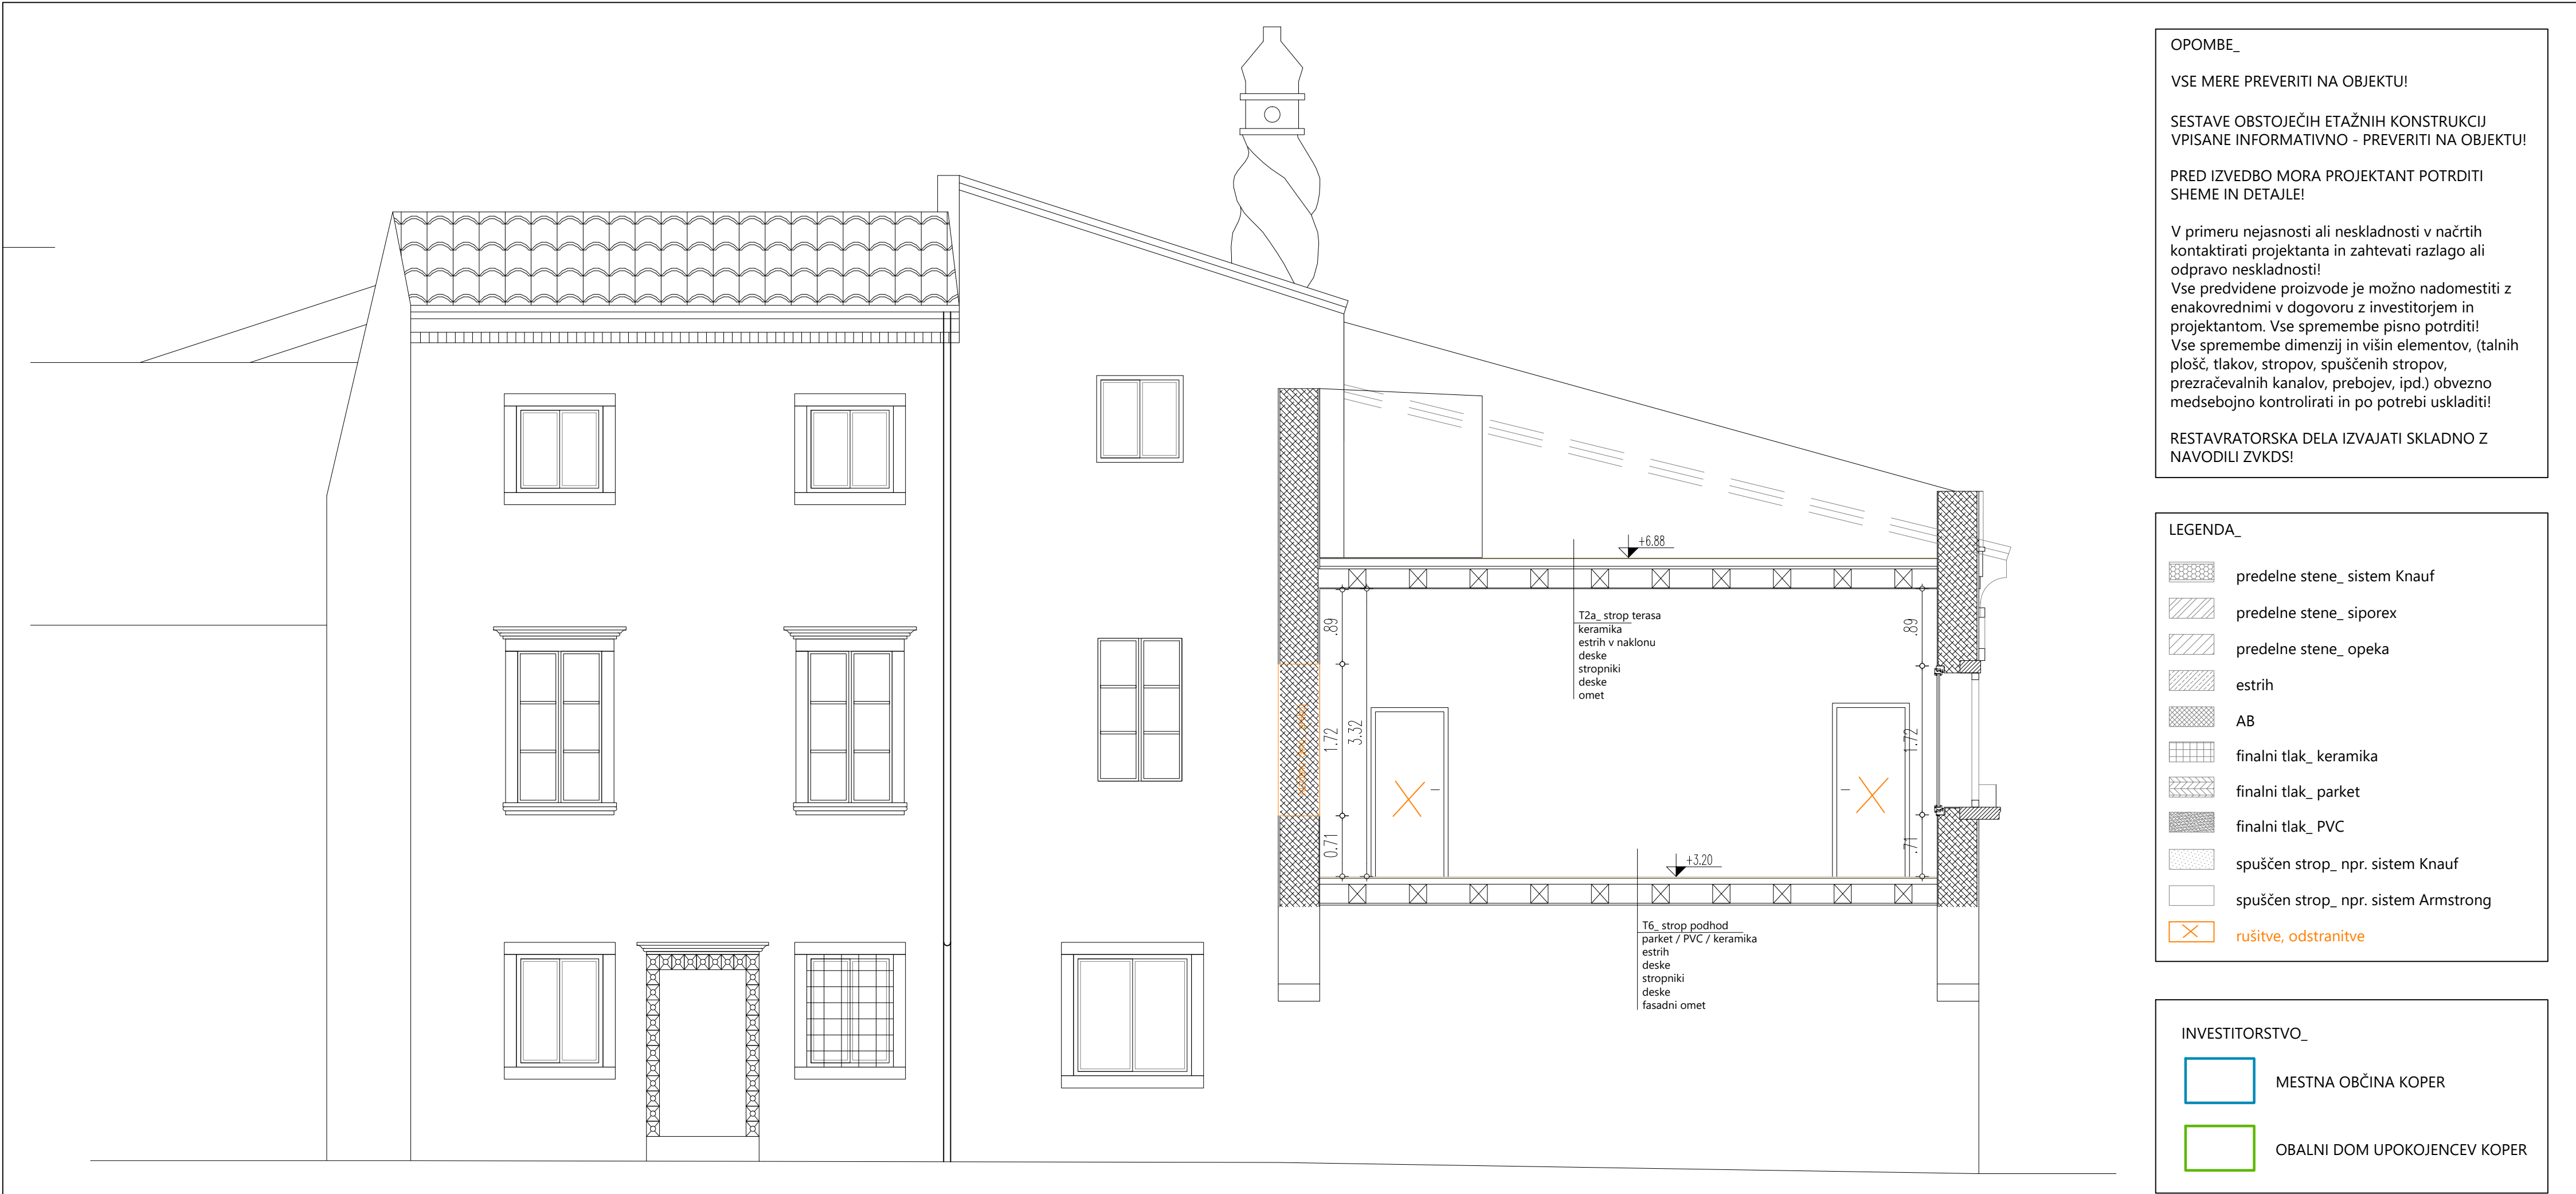 OPOMBE_
VSE MERE PREVERITI NA OBJEKTU!
SESTAVE OBSTOJEČIH ETAŽNIH KONSTRUKCIJ
VPISANE INFORMATIVNO - PREVERITI NA OBJEKTU!
PRED IZVEDBO MORA PROJEKTANT POTRDITI
SHEME IN DETAJLE!
V primeru nejasnosti ali neskladnosti v načrtih
kontaktirati projektanta in zahtevati razlago ali
odpravo neskladnosti!
Vse predvidene proizvode je možno nadomestiti z
enakovrednimi v dogovoru z investitorjem in
projektantom. Vse spremembe pisno potrditi!
Vse spremembe dimenzij in višin elementov, (talnih
plošč, tlakov, stropov, spuščenih stropov,
prezračevalnih kanalov, prebojev, ipd.) obvezno
medsebojno kontrolirati in po potrebi uskladiti!
RESTAVRATORSKA DELA IZVAJATI SKLADNO Z
NAVODILI ZVKDS!
LEGENDA_
predelne stene_ sistem Knauf
predelne stene_ siporex
predelne stene_ opeka
estrih
AB
finalni tlak_ keramika
finalni tlak_ parket
finalni tlak_ PVC
spuščen strop_ npr. sistem Knauf
spuščen strop_ npr. sistem Armstrong
rušitve, odstranitve
INVESTITORSTVO_
MESTNA OBČINA KOPER
OBALNI DOM UPOKOJENCEV KOPER
+6.88
T2a_ strop terasa
keramika
estrih v naklonu
deske
stropniki
deske
omet
.89
1.72
3.32
0.71
.89
1.72
.71
+3.20
T6_ strop podhod
parket / PVC / keramika
estrih
deske
stropniki
deske
fasadni omet